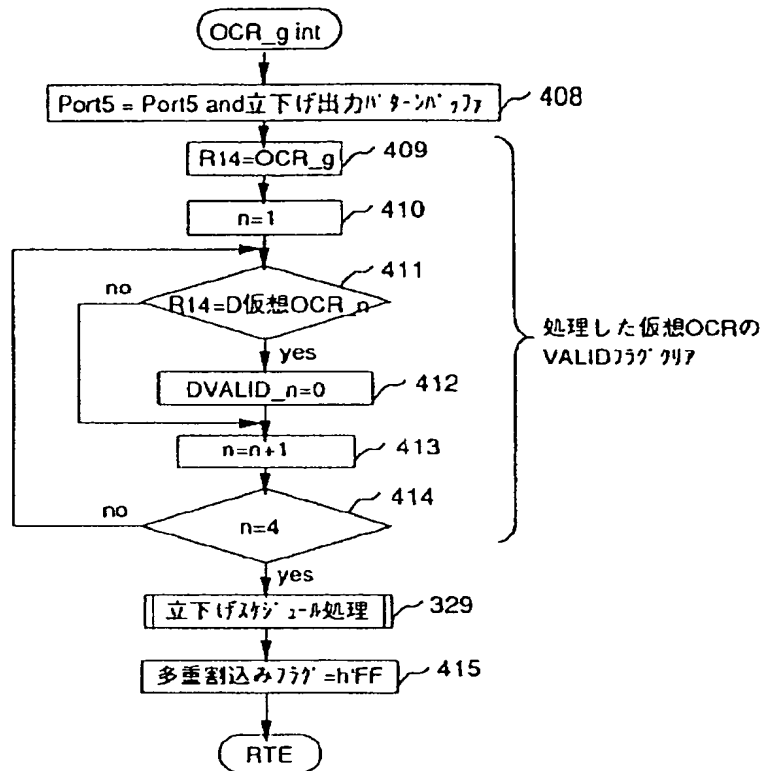 OCR_g int
Port5 = Port5 and立下げ出力ﾊﾟﾀｰﾝﾊﾞｯﾌｧ
408
R14=OCR_g
409
n=1
410
411
no
R14=D仮想OCR_n
yes
DVALID_n=0
412
n=n+1
413
414
no
n=4
yes
立下げｽｹｼﾞｭｰﾙ処理
329
多重割込みﾌﾗｸﾞ=h'FF
415
RTE
処理した仮想OCRの
VALIDﾌﾗｸﾞｸﾘｱ